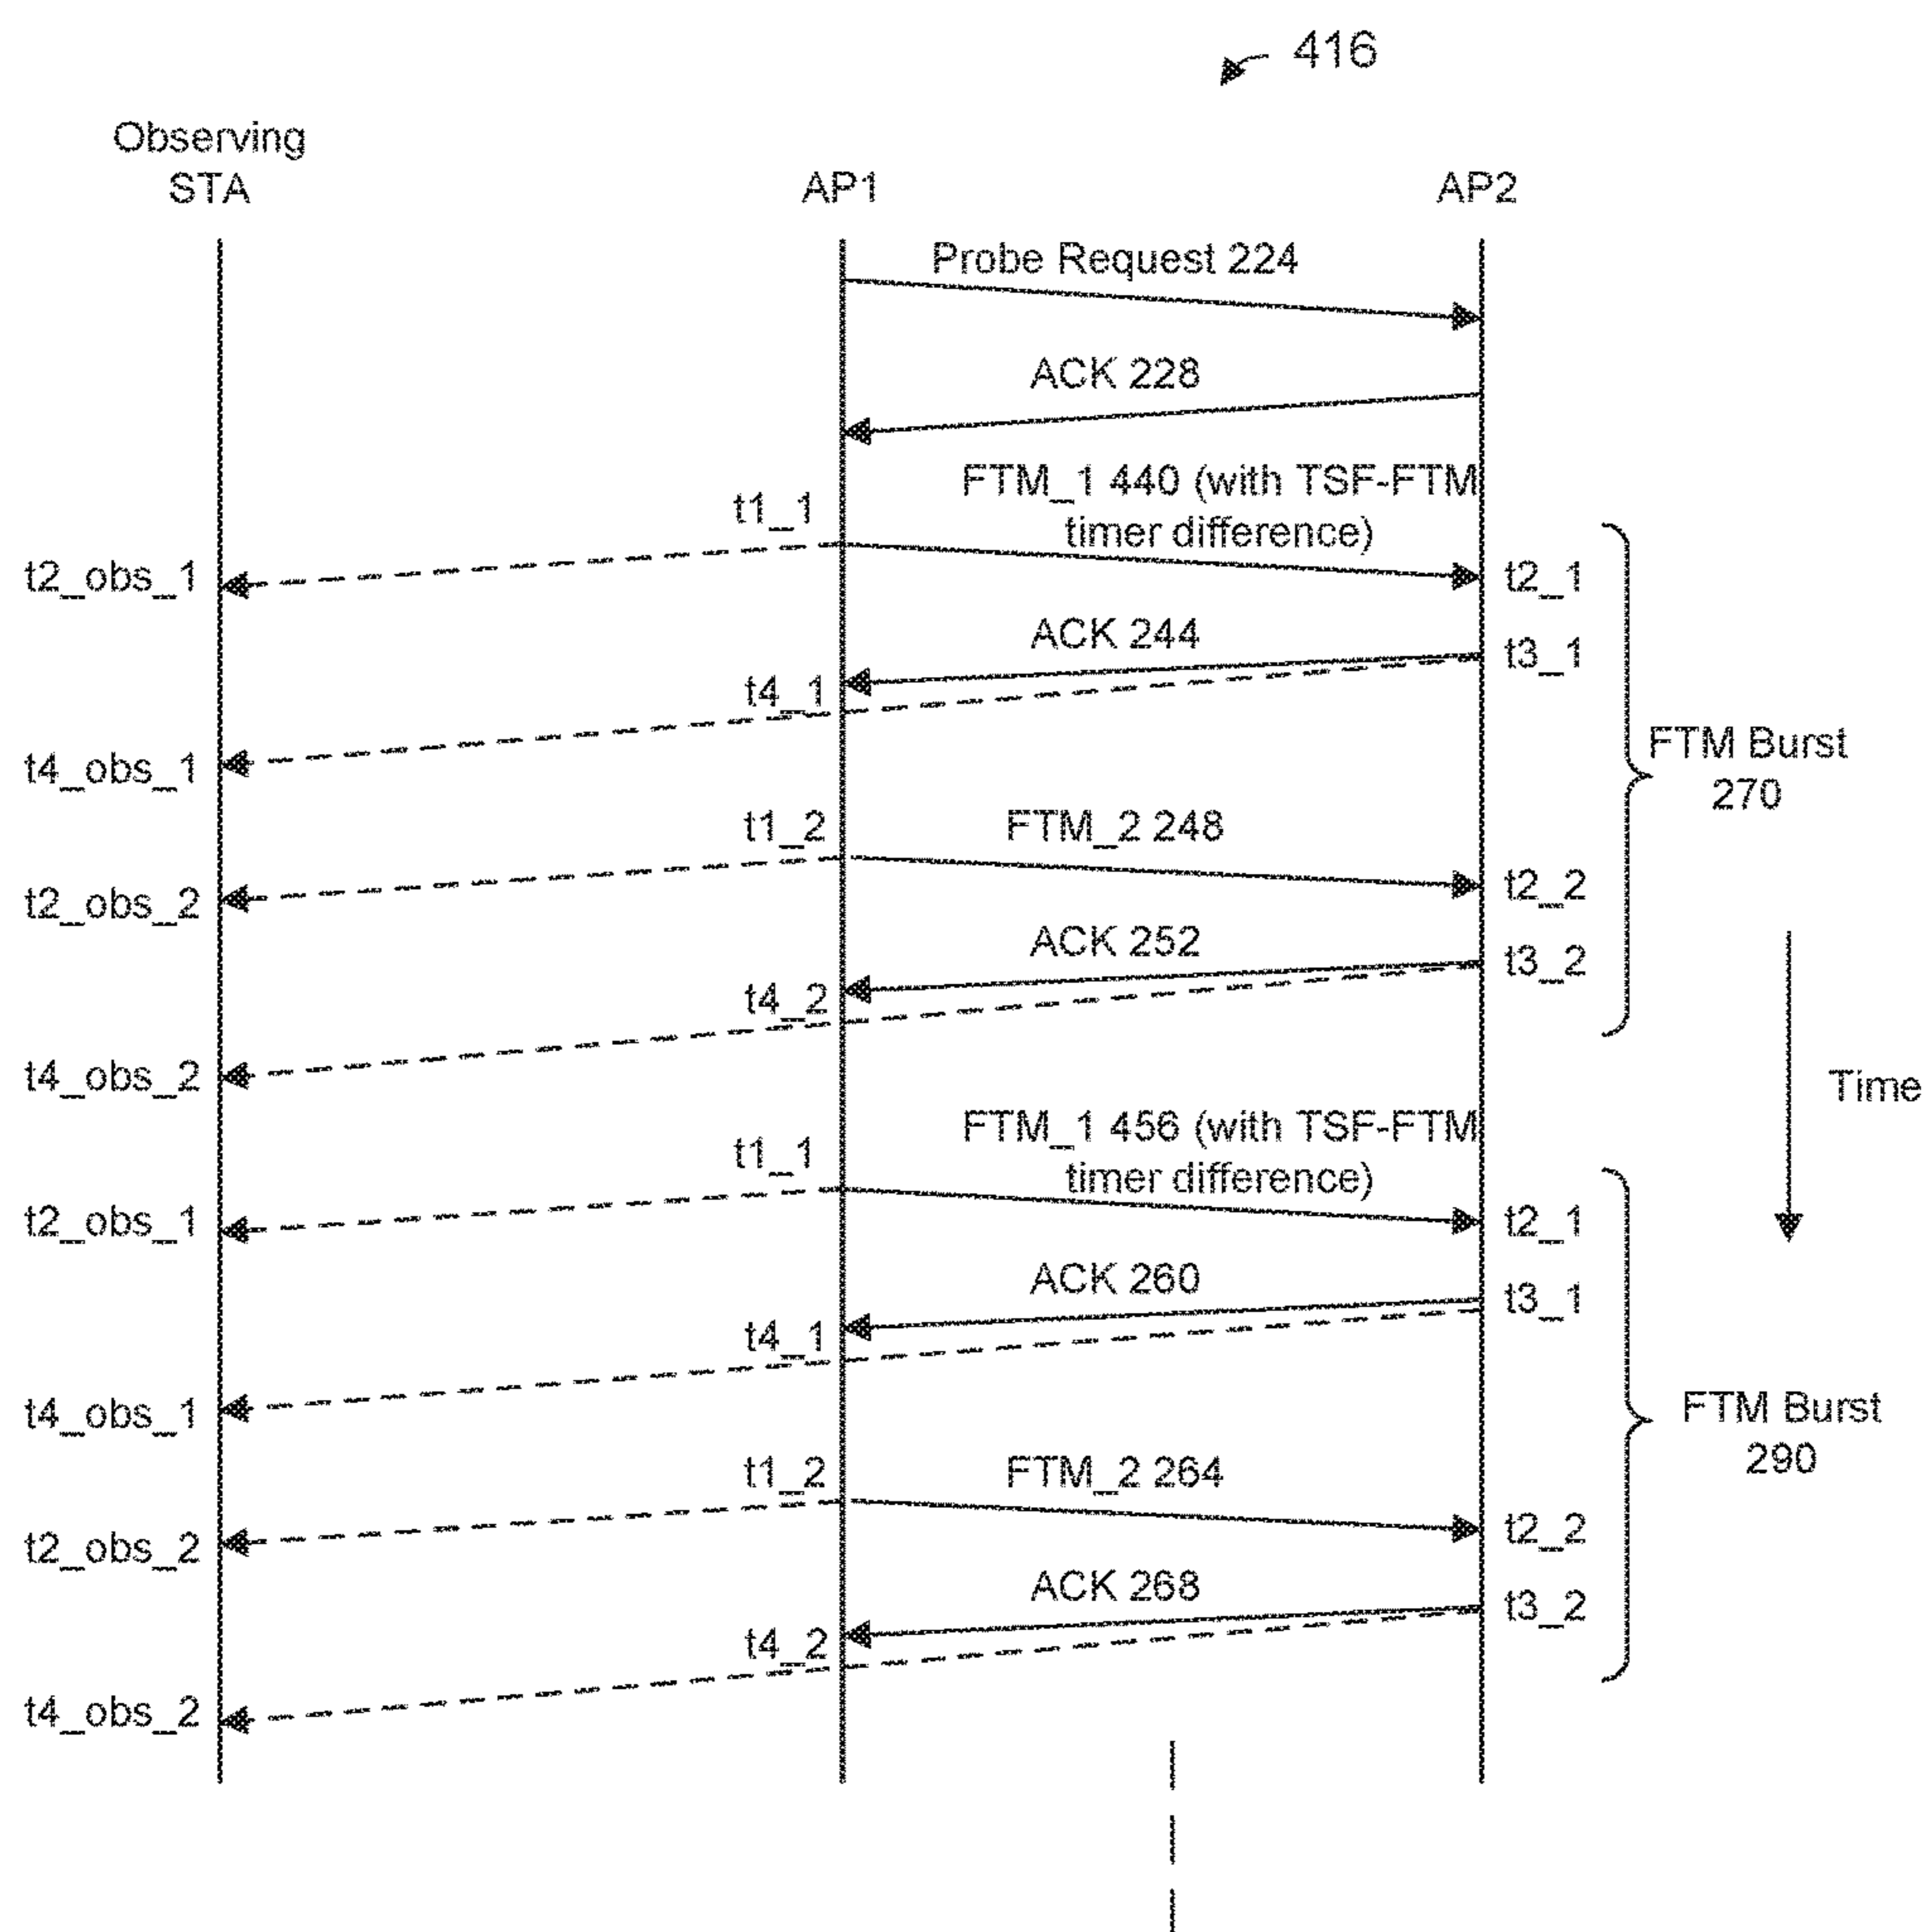 416
Observing
STA
AP1
AP2
Probe Request 224
ACK 228
FTM_1 440 (with TSF-FTM
timer difference)
t1_1
t2_obs_1
t2_1
ACK 244
t3_1
t4_1
t4_obs_1
FTM Burst
270
t1_2
FTM_2 248
t2_obs_2
t2_2
ACK 252
t3_2
t4_2
t4_obs_2
Time
FTM_1 456 (with TSF-FTM
timer difference)
t1_1
t2_obs_1
t2_1
ACK 260
t3_1
t4_1
t4_obs_1
FTM Burst
290
t1_2
FTM_2 264
t2_obs_2
t2_2
ACK 268
t3_2
t4_2
t4_obs_2